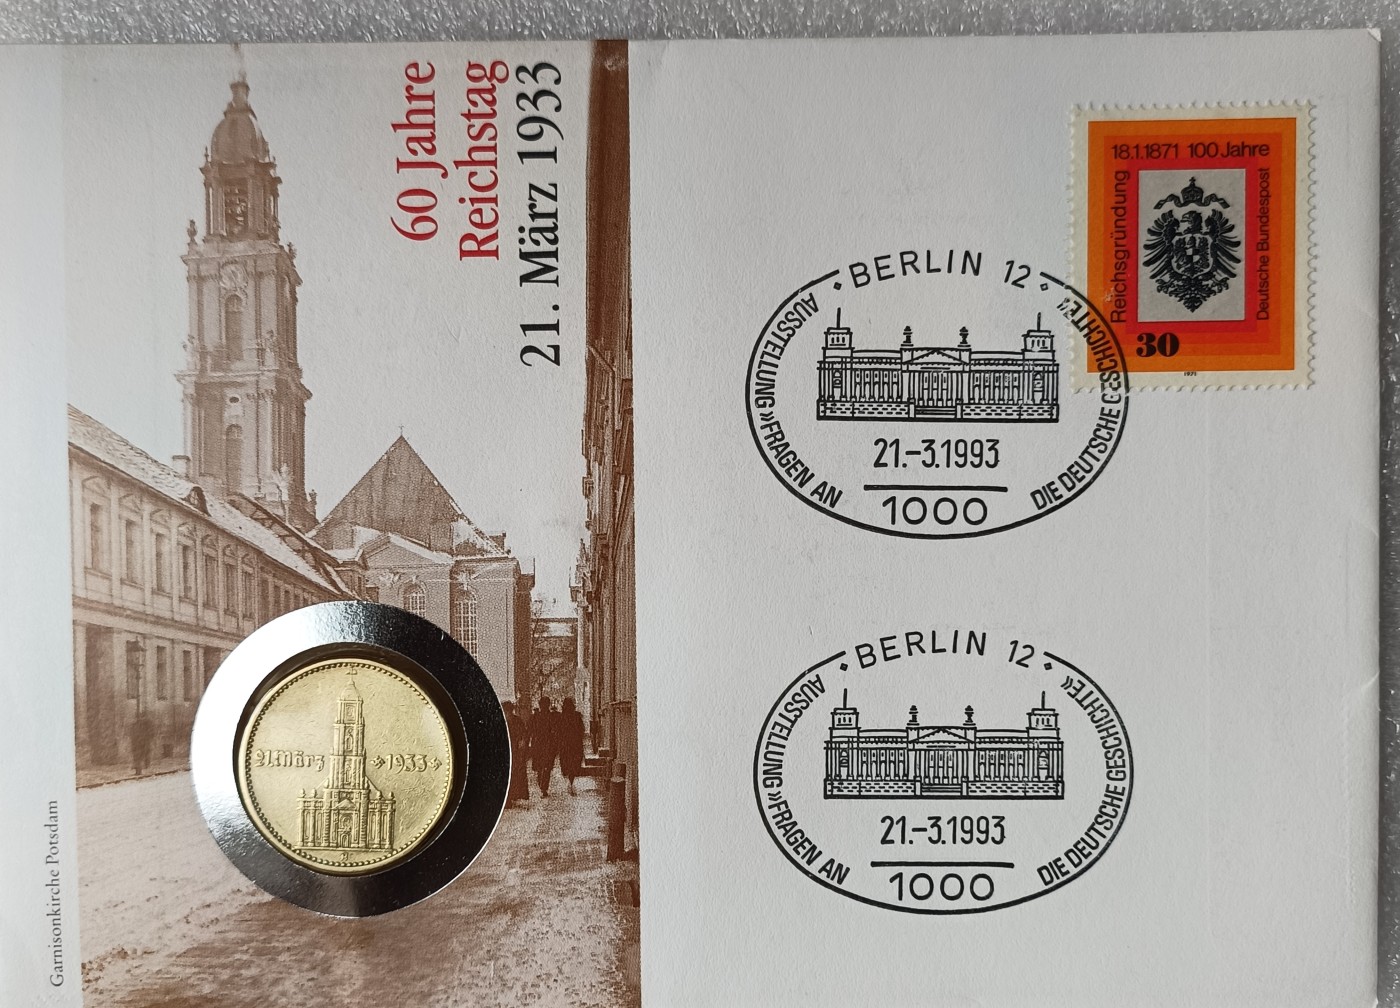 60 Jahre
Reichstag
21. März 1933
Garnisonkirche Potsdam
21. März 1933
18.1.1871 100 Jahre
Reichsgründung
Deutsche Bundespost
30
1971
BERLIN 12
AUSSTELLUNG »FRAGEN AN DIE DEUTSCHE GESCHICHTE«
21.-3.1993
1000
BERLIN 12
AUSSTELLUNG »FRAGEN AN DIE DEUTSCHE GESCHICHTE«
21.-3.1993
1000